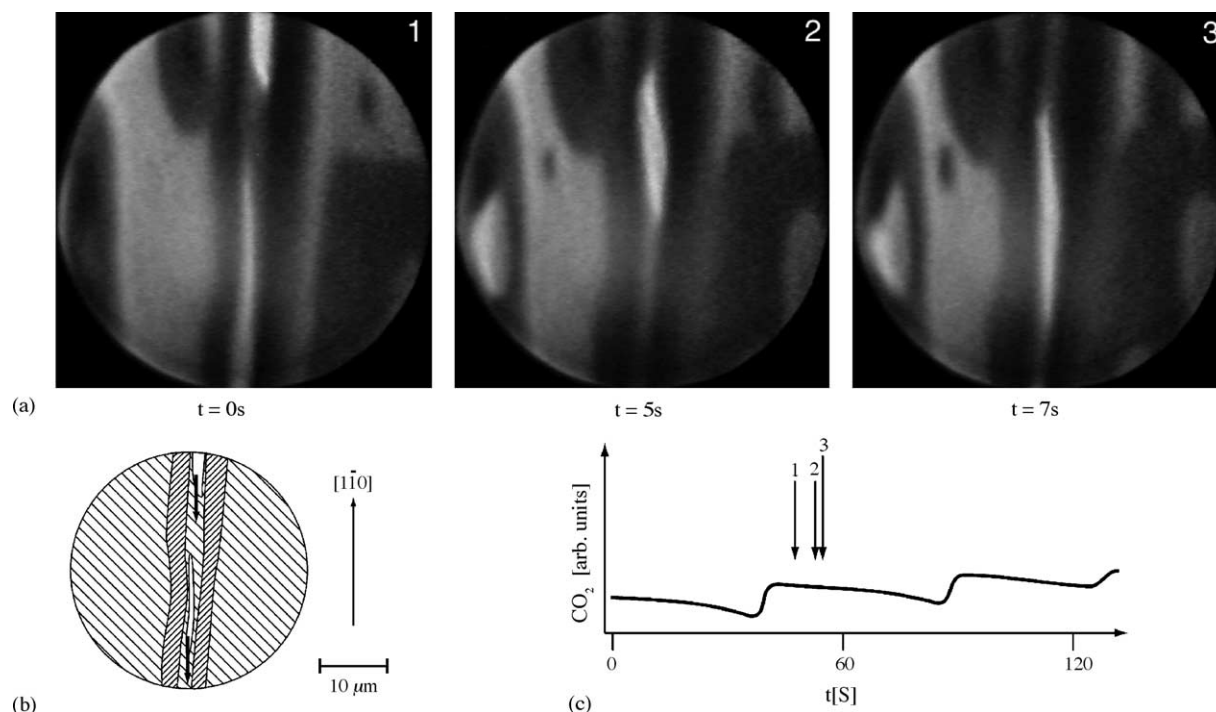 1
2
3
(a)
t = 0s
t = 5s
t = 7s
[11̄0]
10 μm
(b)
CO₂ [arb. units]
1
2
3
0
60
120
t[S]
(c)